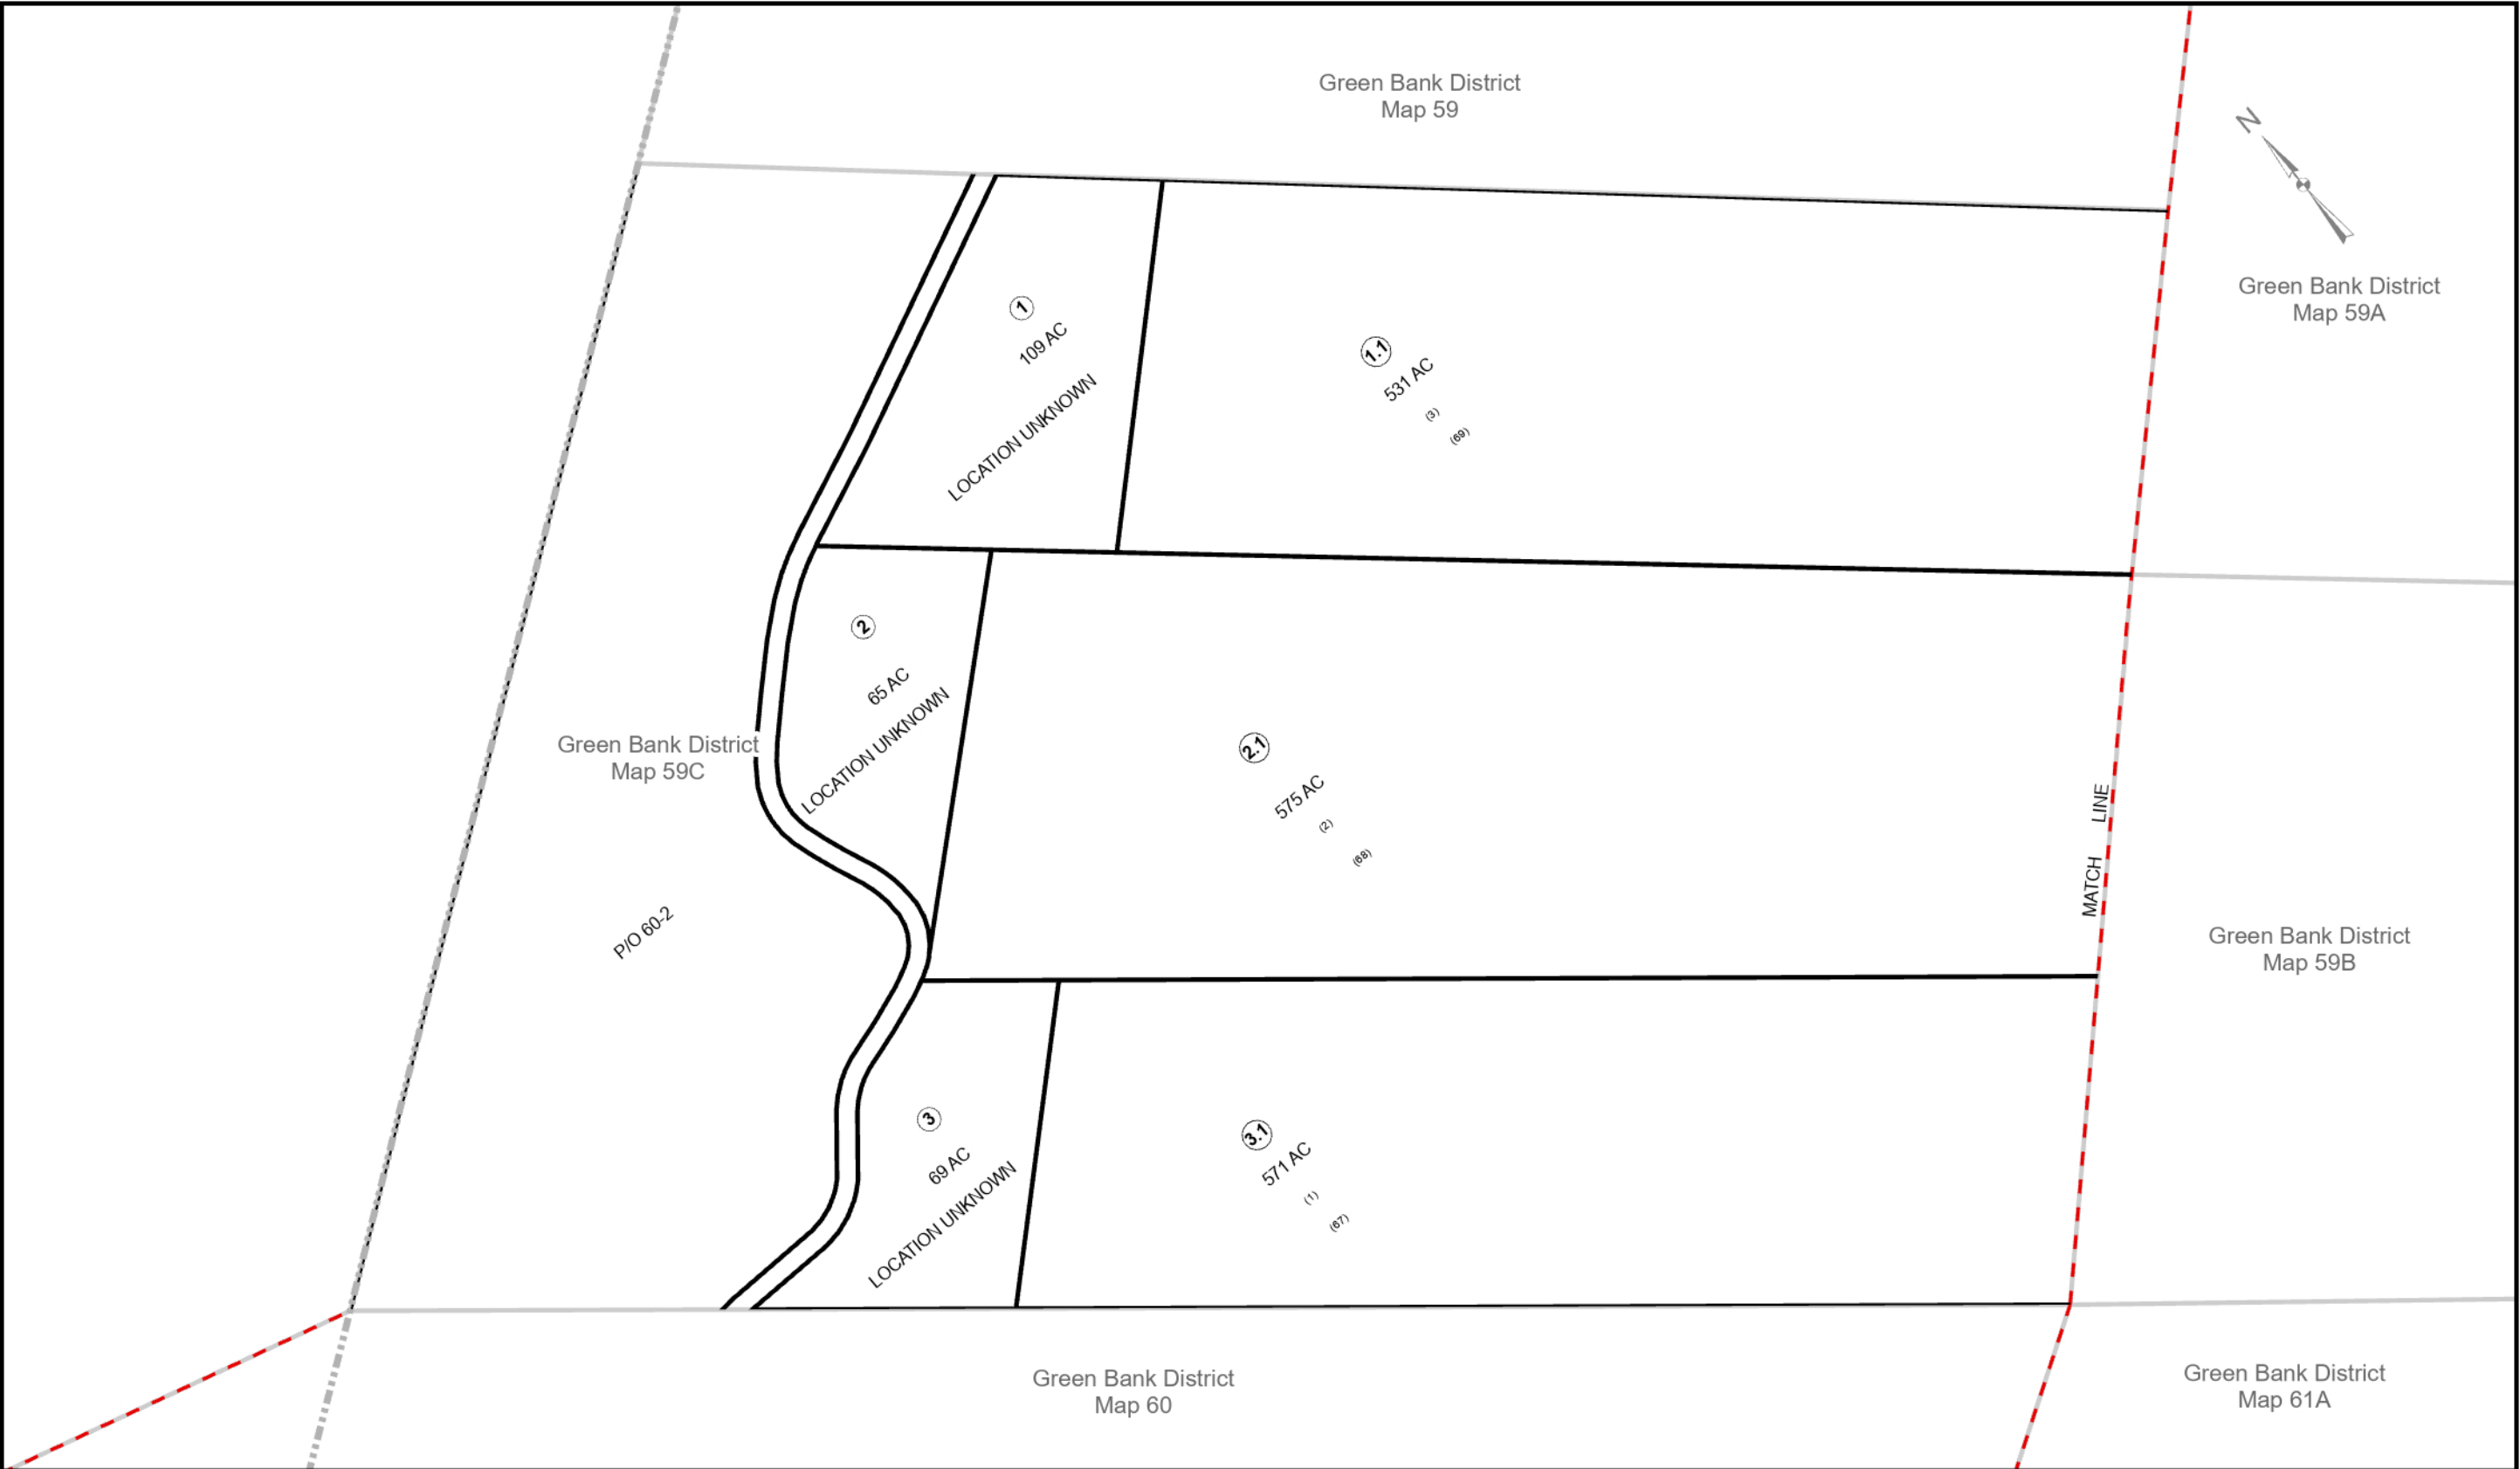 Green Bank District
Map 59
N
Green Bank District
Map 59A
1
109 AC
LOCATION UNKNOWN
1.1
531 AC
(3)
(69)
2
65 AC
LOCATION UNKNOWN
Green Bank District
Map 59C
2.1
575 AC
(2)
(68)
MATCH LINE
P/O 60-2
Green Bank District
Map 59B
3
69 AC
LOCATION UNKNOWN
3.1
571 AC
(1)
(67)
Green Bank District
Map 60
Green Bank District
Map 61A